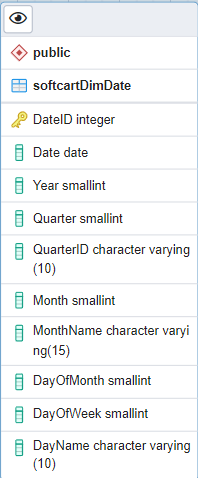 public
softcartDimDate
DateID integer
Date date
Year smallint
Quarter smallint
QuarterID character varying
(10)
Month smallint
MonthName character varyi
ng(15)
DayOfMonth smallint
DayOfWeek smallint
DayName character varying
(10)